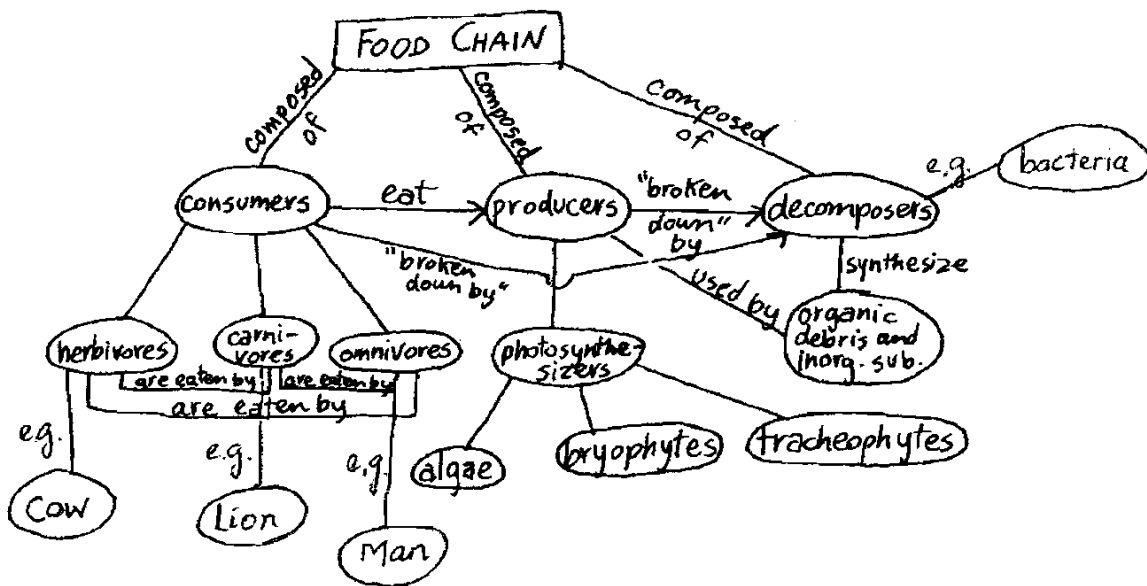 FOOD CHAIN
composed
of
composed
of
composed
of
e.g.
bacteria
consumers
eat
producers
"broken
down"
by
decomposers
"broken
down by"
used by
synthesize
organic
debris and
inorg. sub.
herbivores
carni-
vores
omnivores
photosynthe-
sizers
are eaten by
are eaten by
are eaten by
e.g.
e.g.
e.g.
algae
bryophytes
tracheophytes
Cow
Lion
Man